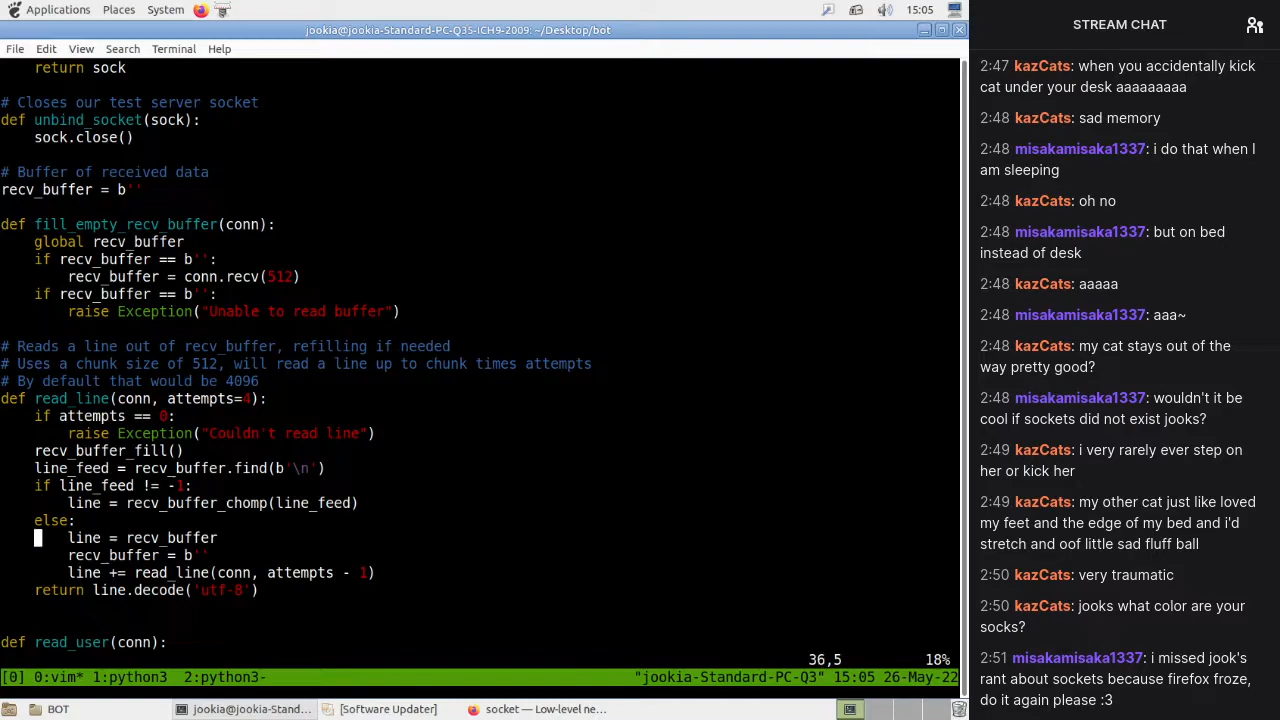 Applications Places System 15:05
jookia@jookia-Standard-PC-Q35-ICH9-2009: ~/Desktop/bot
File Edit View Search Terminal Help
return sock
# Closes our test server socket
def unbind_socket(sock):
sock.close()
# Buffer of received data
recv_buffer = b''
def fill_empty_recv_buffer(conn):
global recv_buffer
if recv_buffer == b'':
recv_buffer = conn.recv(512)
if recv_buffer == b'':
raise Exception("Unable to read buffer")
# Reads a line out of recv_buffer, refilling if needed
# Uses a chunk size of 512, will read a line up to chunk times attempts
# By default that would be 4096
def read_line(conn, attempts=4):
if attempts == 0:
raise Exception("Couldn't read line")
recv_buffer_fill()
line_feed = recv_buffer.find(b'\n')
if line_feed != -1:
line = recv_buffer_chomp(line_feed)
else:
line = recv_buffer
recv_buffer = b''
line += read_line(conn, attempts - 1)
return line.decode('utf-8')
def read_user(conn):
36,5 18%
[0] 0:vim* 1:python3 2:python3- "jookia-Standard-PC-Q3" 15:05 26-May-22
BOT jookia@jookia-Stand... [Software Updater] socket — Low-level ne...
STREAM CHAT
2:47 kazCats: when you accidentally kick
cat under your desk aaaaaaaaa
2:48 kazCats: sad memory
2:48 misakamisaka1337: i do that when I
am sleeping
2:48 kazCats: oh no
2:48 misakamisaka1337: but on bed
instead of desk
2:48 kazCats: aaaaa
2:48 misakamisaka1337: aaa~
2:48 kazCats: my cat stays out of the
way pretty good?
2:48 misakamisaka1337: wouldn't it be
cool if sockets did not exist jooks?
2:49 kazCats: i very rarely ever step on
her or kick her
2:49 kazCats: my other cat just like loved
my feet and the edge of my bed and i'd
stretch and oof little sad fluff ball
2:50 kazCats: very traumatic
2:50 kazCats: jooks what color are your
socks?
2:51 misakamisaka1337: i missed jook's
rant about sockets because firefox froze,
do it again please :3